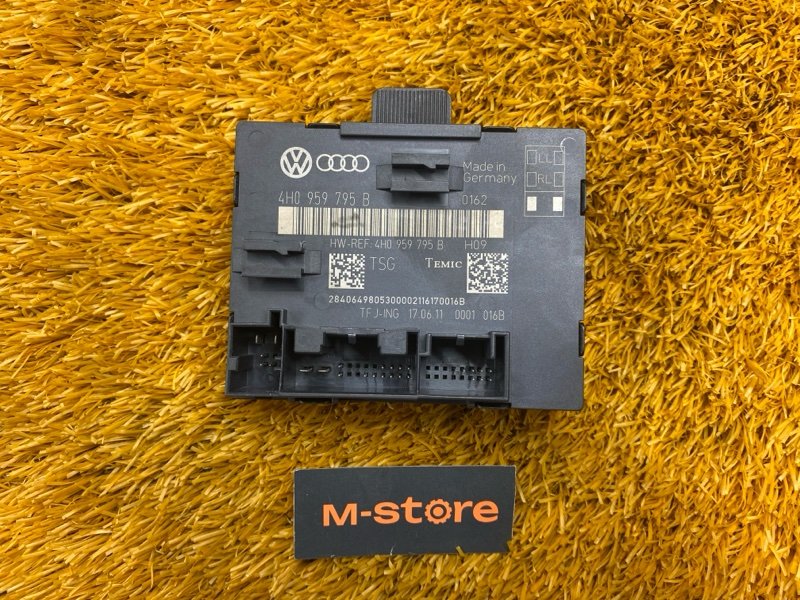 Made in
Germany
LL
RL
4H0 959 795 B
0162
HW-REF: 4H0 959 795 B H09
TSG TEMIC
2840649805300002116170016B
TFJ-ING 17.06.11 0001 016B
M-store